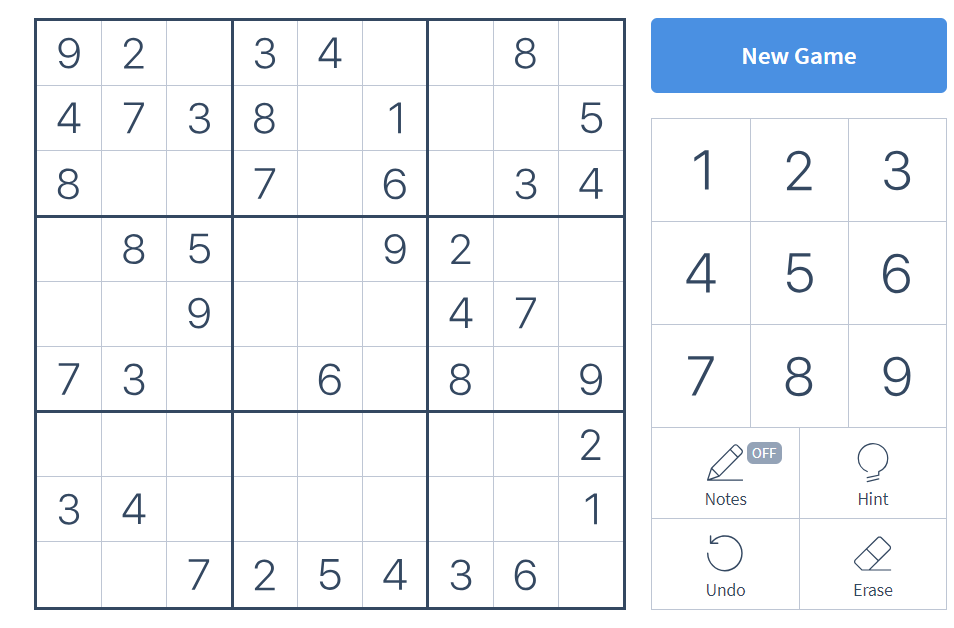 9 2 3 4 8
4 7 3 8 1 5
8 7 6 3 4
8 5 9 2
9 4 7
7 3 6 8 9
2
3 4 1
7 2 5 4 3 6
New Game
1 2 3
4 5 6
7 8 9
OFF
Notes Hint
Undo Erase